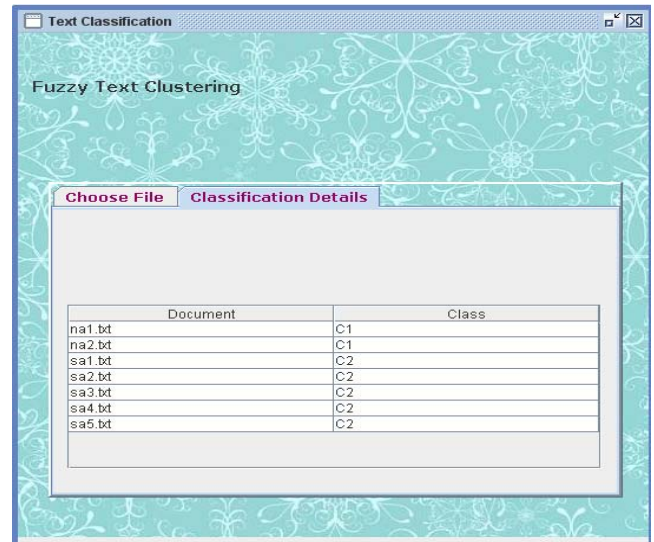 Text Classification
Fuzzy Text Clustering
Choose File Classification Details
Document Class
na1.txt C1
na2.txt C1
sa1.txt C2
sa2.txt C2
sa3.txt C2
sa4.txt C2
sa5.txt C2